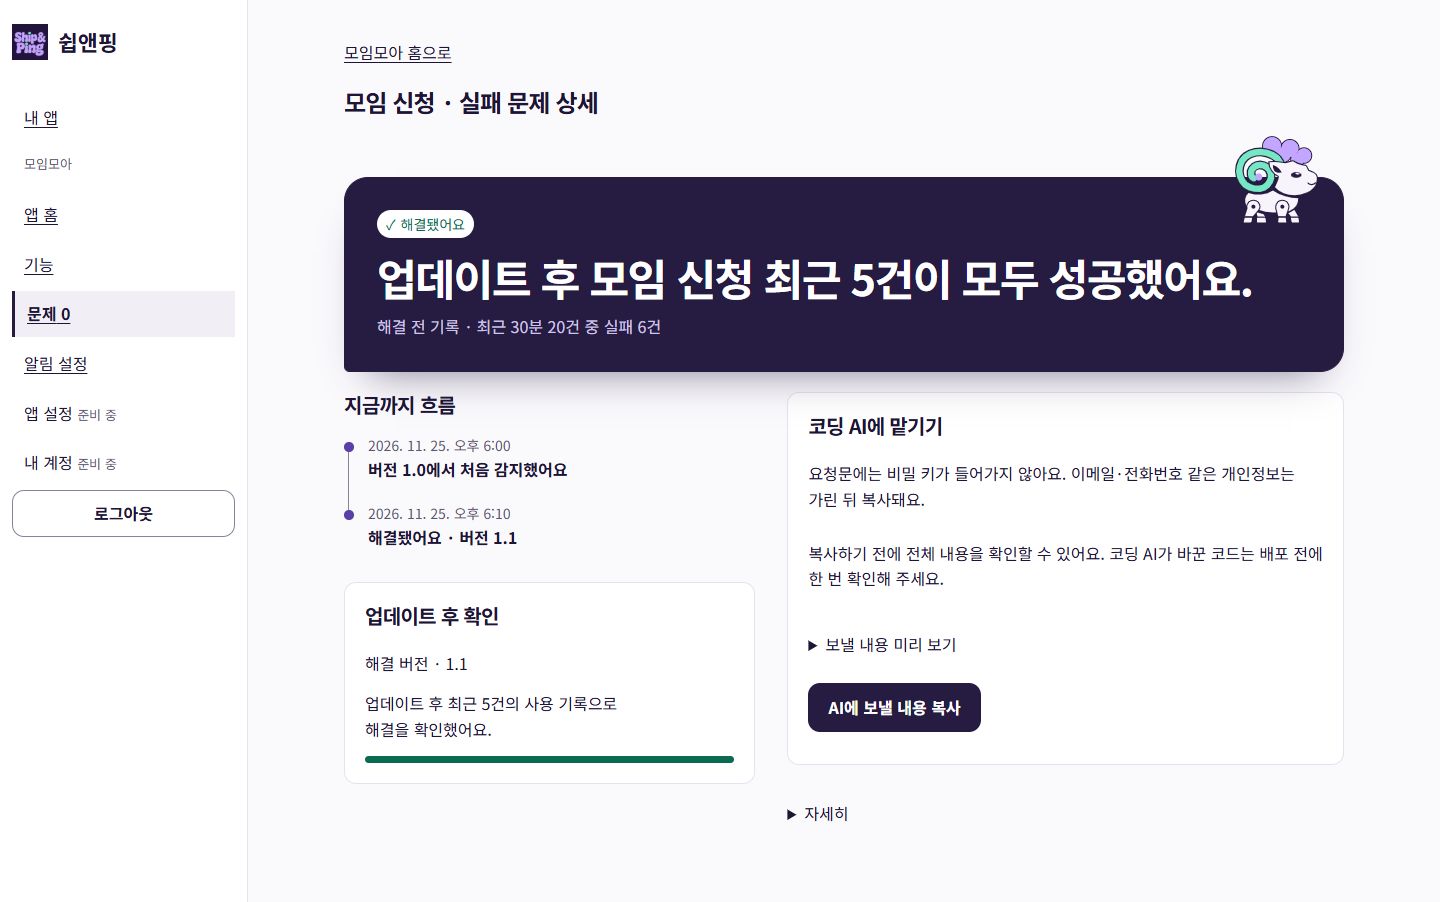 Ship&
Ping
쉽앤핑
내 앱
모임모아
앱 홈
기능
문제 0
알림 설정
앱 설정 준비 중
내 계정 준비 중
로그아웃
모임모아 홈으로
모임 신청 · 실패 문제 상세
✓ 해결됐어요
업데이트 후 모임 신청 최근 5건이 모두 성공했어요.
해결 전 기록 · 최근 30분 20건 중 실패 6건
지금까지 흐름
2026. 11. 25. 오후 6:00
버전 1.0에서 처음 감지했어요
2026. 11. 25. 오후 6:10
해결됐어요 · 버전 1.1
업데이트 후 확인
해결 버전 · 1.1
업데이트 후 최근 5건의 사용 기록으로
해결을 확인했어요.
코딩 AI에 맡기기
요청문에는 비밀 키가 들어가지 않아요. 이메일·전화번호 같은 개인정보는
가린 뒤 복사돼요.
복사하기 전에 전체 내용을 확인할 수 있어요. 코딩 AI가 바꾼 코드는 배포 전에
한 번 확인해 주세요.
▶ 보낼 내용 미리 보기
AI에 보낼 내용 복사
▶ 자세히